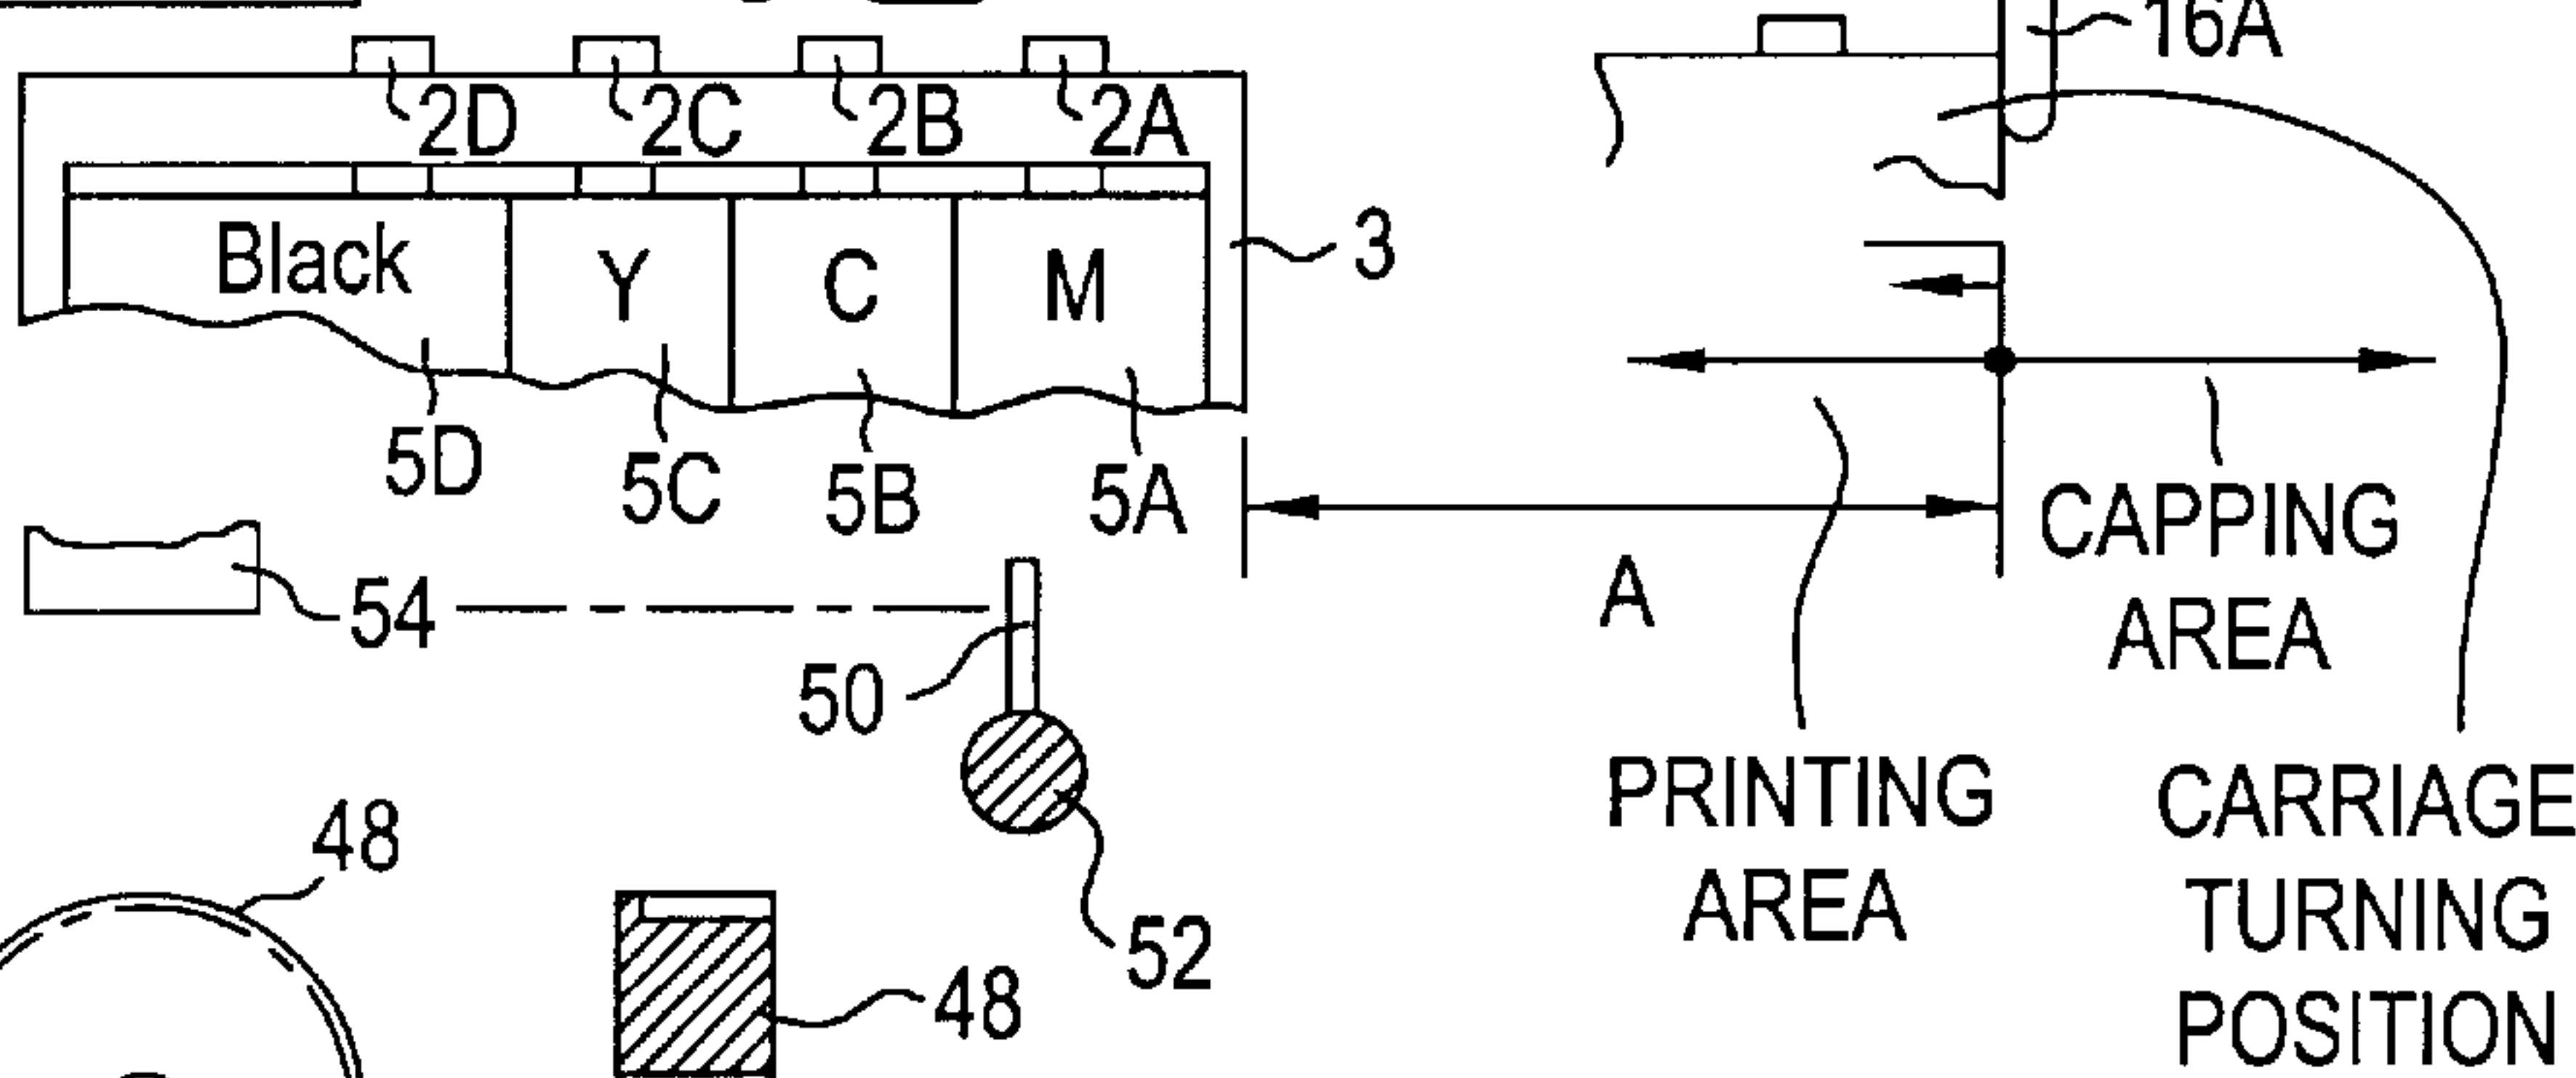 16A
2D
2C
2B
2A
Black
Y
C
M
3
5D
5C
5B
5A
CAPPING
AREA
A
54
50
PRINTING
AREA
CARRIAGE
TURNING
POSITION
48
52
48